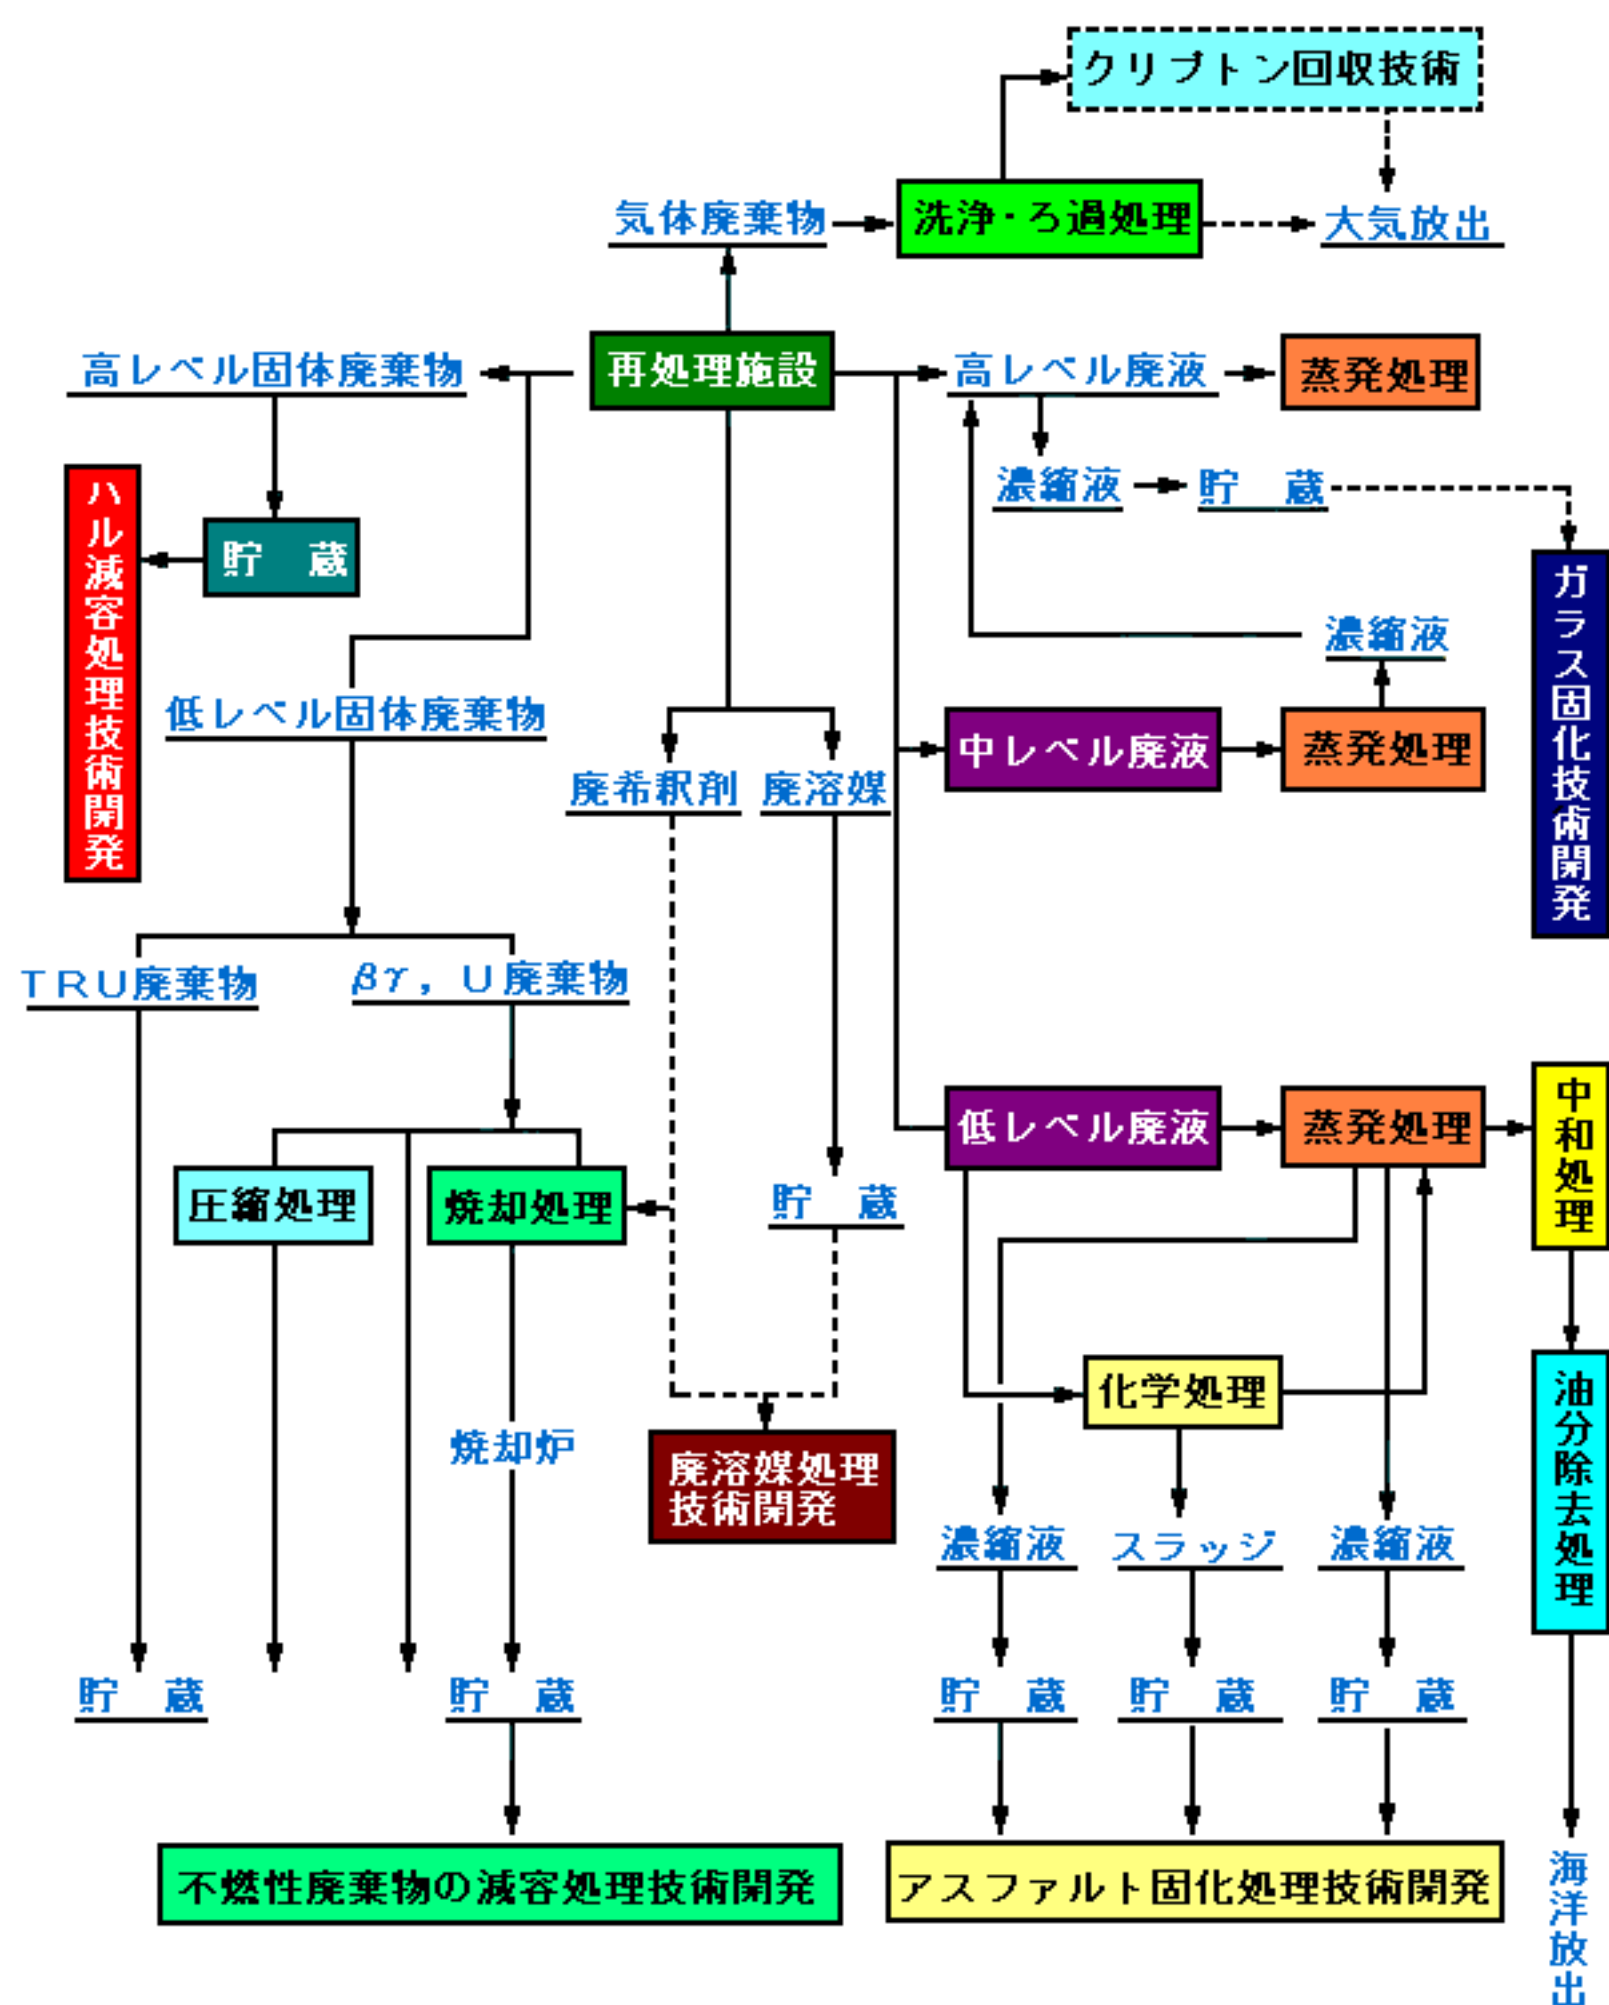 クリプトン回収技術
気体廃棄物
洗浄・ろ過処理
大気放出
高レベル固体廃棄物
再処理施設
高レベル廃液
蒸発処理
濃縮液
貯 蔵
ハル減容処理技術開発
貯 蔵
ガラス固化技術開発
濃縮液
低レベル固体廃棄物
中レベル廃液
蒸発処理
廃希釈剤
廃溶媒
TRU廃棄物
βγ，U廃棄物
低レベル廃液
蒸発処理
中和処理
圧縮処理
焼却処理
貯 蔵
化学処理
油分除去処理
焼却炉
廃溶媒処理
技術開発
濃縮液
スラッジ
濃縮液
貯 蔵
貯 蔵
貯 蔵
貯 蔵
貯 蔵
不燃性廃棄物の減容処理技術開発
アスファルト固化処理技術開発
海洋放出